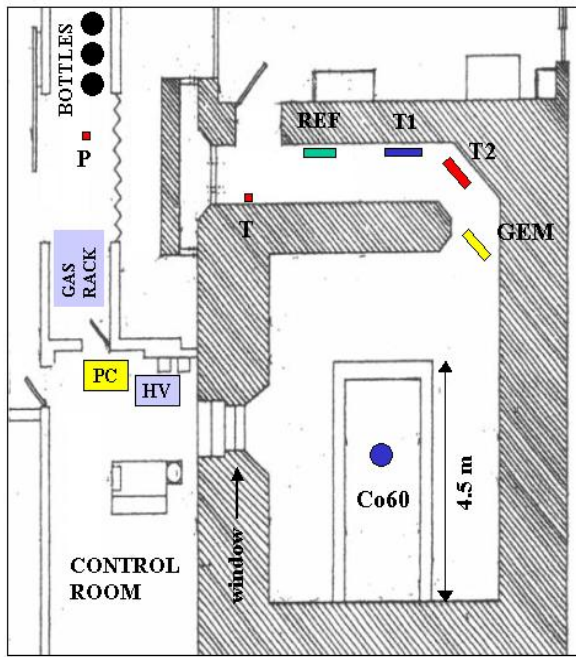 BOTTLES
P
REF
T1
T2
T
GEM
GAS
RACK
PC
HV
Co60
4.5 m
window
CONTROL
ROOM